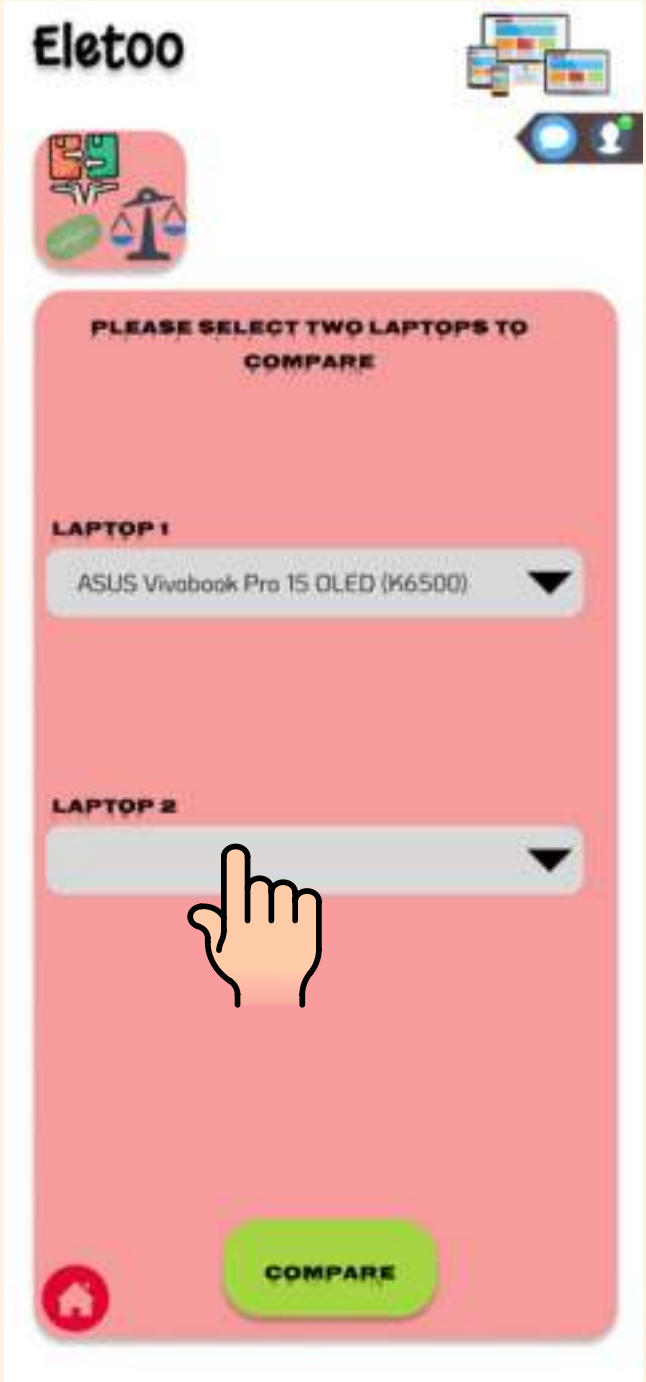 Eletoo
PLEASE SELECT TWO LAPTOPS TO
COMPARE
LAPTOP 1
ASUS Vivobook Pro 15 OLED (K6500)
LAPTOP 2
COMPARE